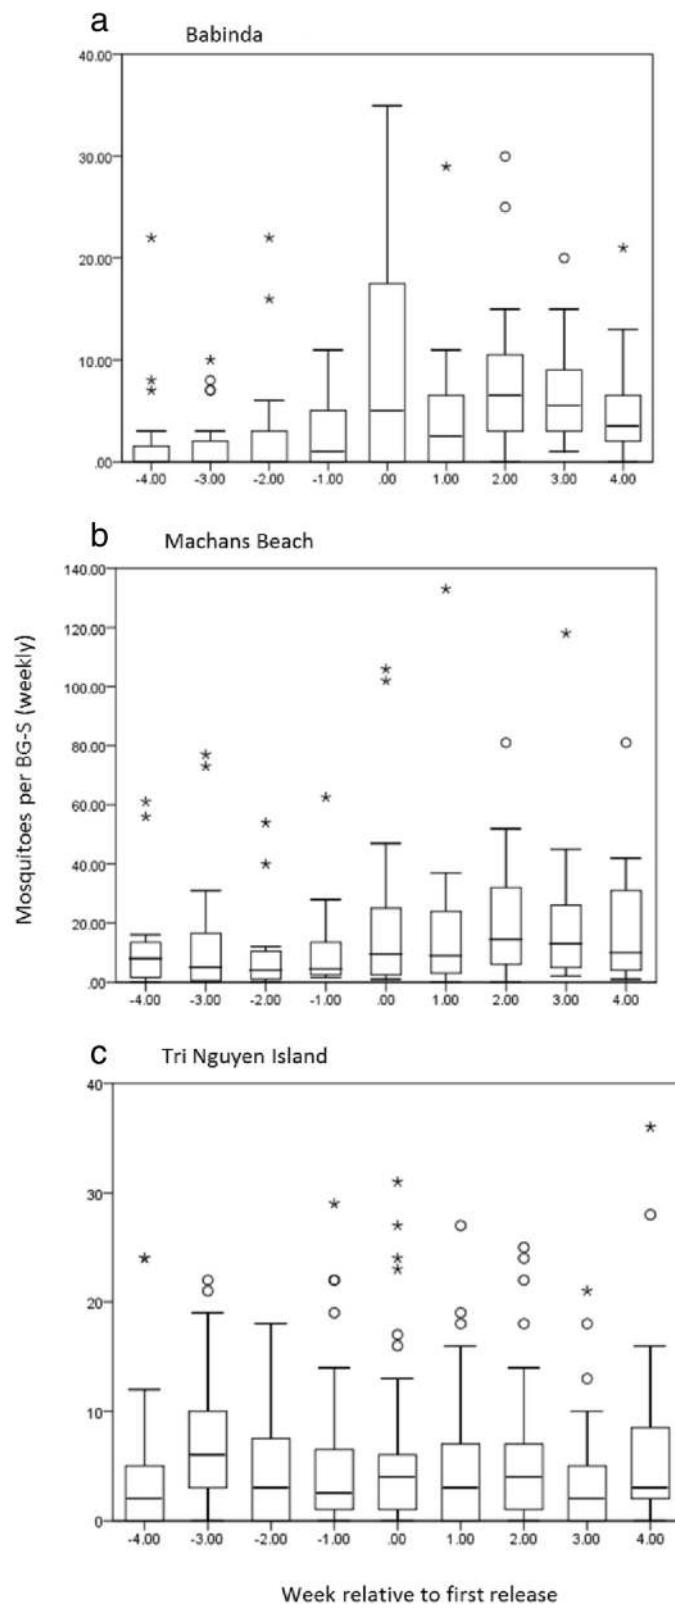 a
Babinda
40.00
30.00
20.00
10.00
.00
-4.00 -3.00 -2.00 -1.00 .00 1.00 2.00 3.00 4.00
b
Machans Beach
140.00
120.00
100.00
80.00
60.00
40.00
20.00
.00
-4.00 -3.00 -2.00 -1.00 .00 1.00 2.00 3.00 4.00
Mosquitoes per BG-S (weekly)
c
Tri Nguyen Island
40
30
20
10
0
-4.00 -3.00 -2.00 -1.00 .00 1.00 2.00 3.00 4.00
Week relative to first release